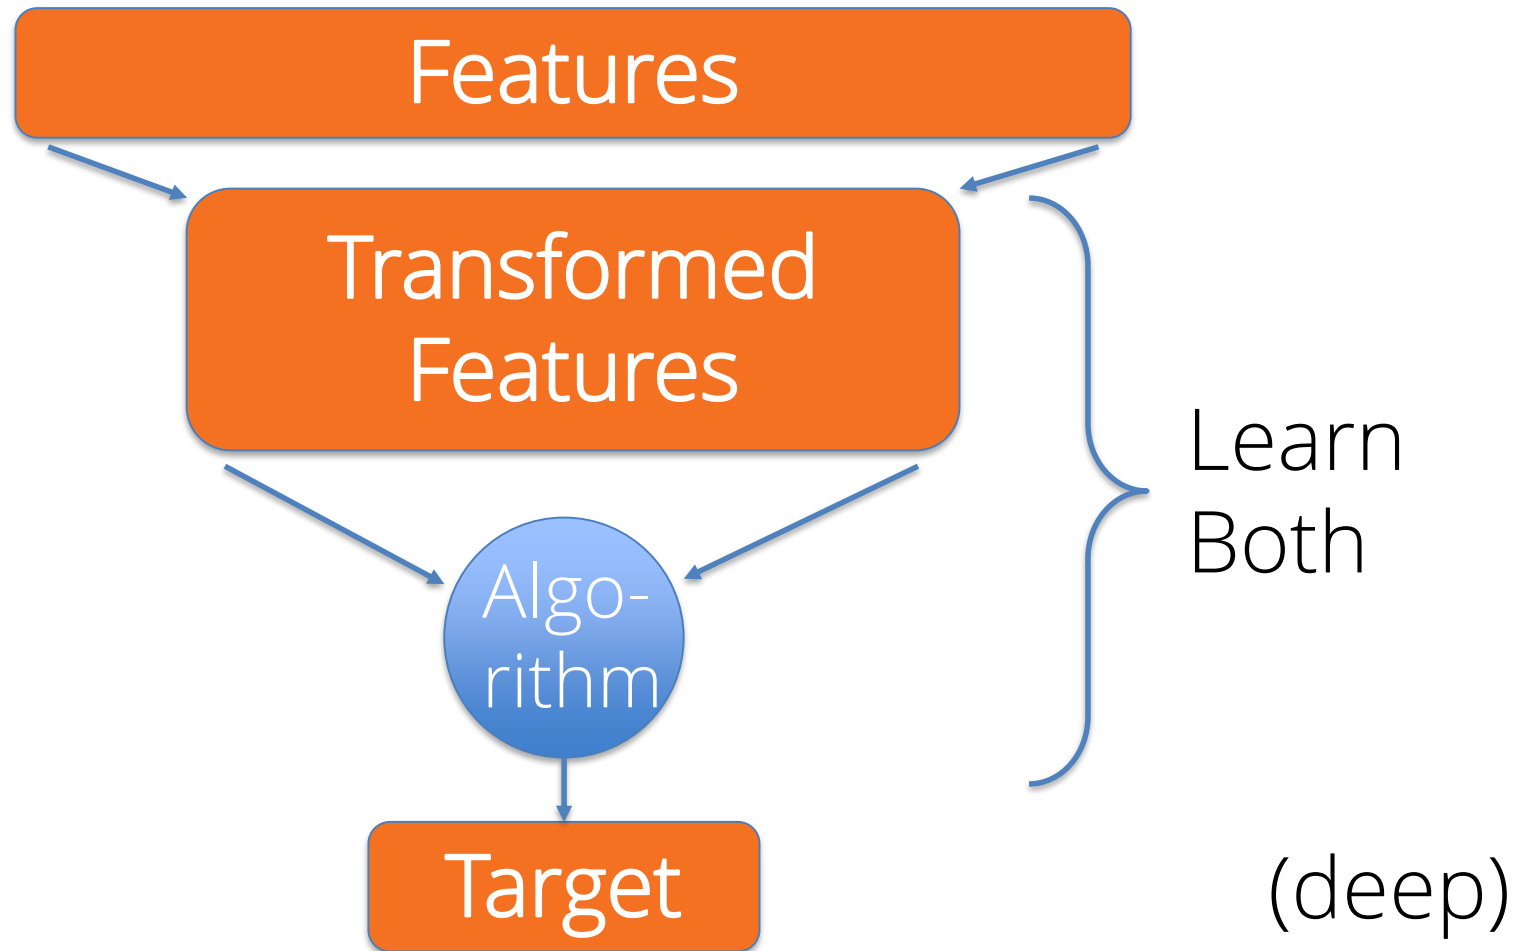 Features
Transformed
Features
Learn
Both
Algo-
rithm
Target
(deep)